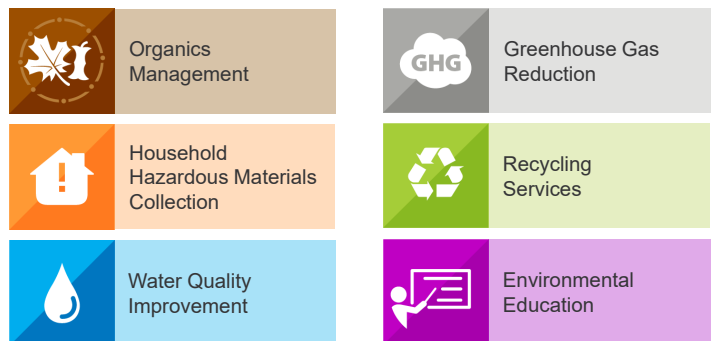 Organics
Management
GHG
Greenhouse Gas
Reduction
Household
Hazardous Materials
Collection
Recycling
Services
Water Quality
Improvement
Environmental
Education